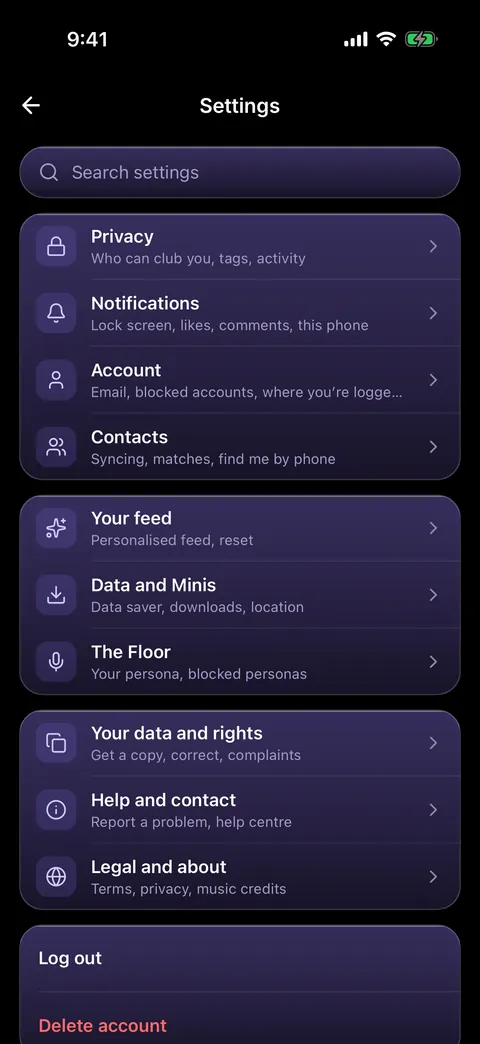 9:41
Settings
Search settings
Privacy
Who can club you, tags, activity
Notifications
Lock screen, likes, comments, this phone
Account
Email, blocked accounts, where you’re logge...
Contacts
Syncing, matches, find me by phone
Your feed
Personalised feed, reset
Data and Minis
Data saver, downloads, location
The Floor
Your persona, blocked personas
Your data and rights
Get a copy, correct, complaints
Help and contact
Report a problem, help centre
Legal and about
Terms, privacy, music credits
Log out
Delete account